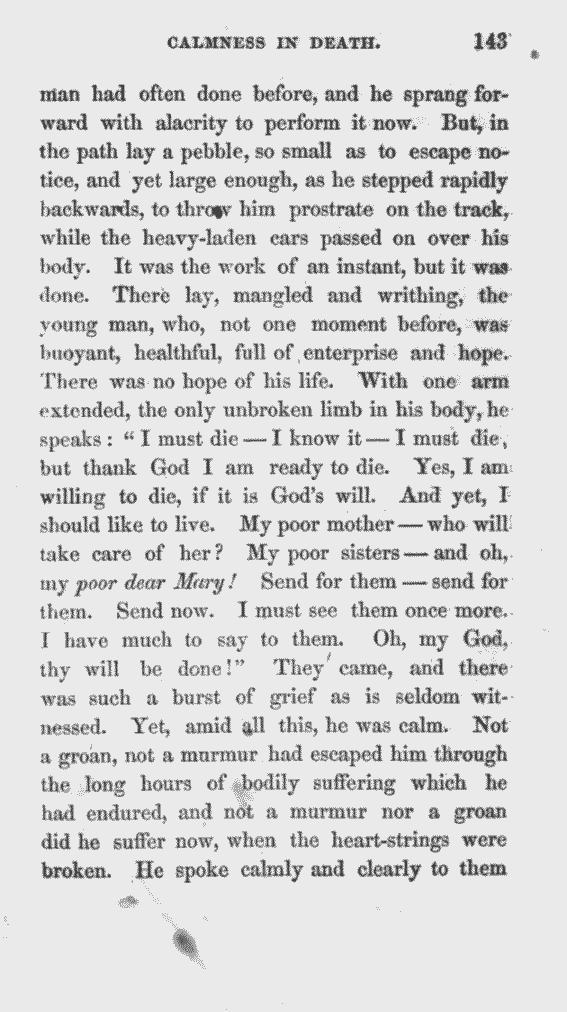 CALMNESS IN DEATH. 143
man had often done before, and he sprang for-
ward with alacrity to perform it now. But, in
the path lay a pebble, so small as to escape no-
tice, and yet large enough, as he stepped rapidly
backwards, to throw him prostrate on the track,
while the heavy-laden cars passed on over his
body. It was the work of an instant, but it was
done. There lay, mangled and writhing, the
young man, who, not one moment before, was
buoyant, healthful, full of enterprise and hope.
There was no hope of his life. With one arm
extended, the only unbroken limb in his body, he
speaks: "I must die — I know it — I must die,
but thank God I am ready to die. Yes, I am
willing to die, if it is God's will. And yet, I
should like to live. My poor mother — who will
take care of her? My poor sisters — and oh,
my poor dear Mary! Send for them — send for
them. Send now. I must see them once more.
I have much to say to them. Oh, my God,
thy will be done!" They came, and there
was such a burst of grief as is seldom wit-
nessed. Yet, amid all this, he was calm. Not
a groan, not a murmur had escaped him through
the long hours of bodily suffering which he
had endured, and not a murmur nor a groan
did he suffer now, when the heart-strings were
broken. He spoke calmly and clearly to them